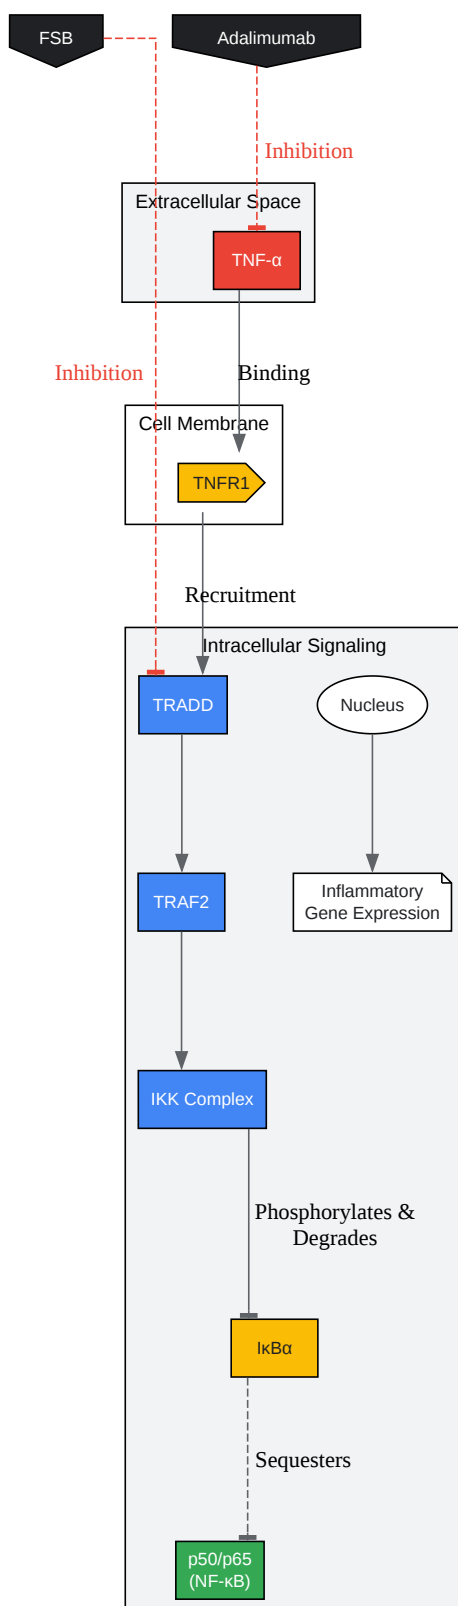 FSB
Adalimumab
Inhibition
Extracellular Space
TNF-α
Inhibition
Binding
Cell Membrane
TNFR1
Recruitment
Intracellular Signaling
TRADD
Nucleus
TRAF2
Inflammatory
Gene Expression
IKK Complex
Phosphorylates &
Degrades
IκBα
Sequesters
p50/p65
(NF-κB)